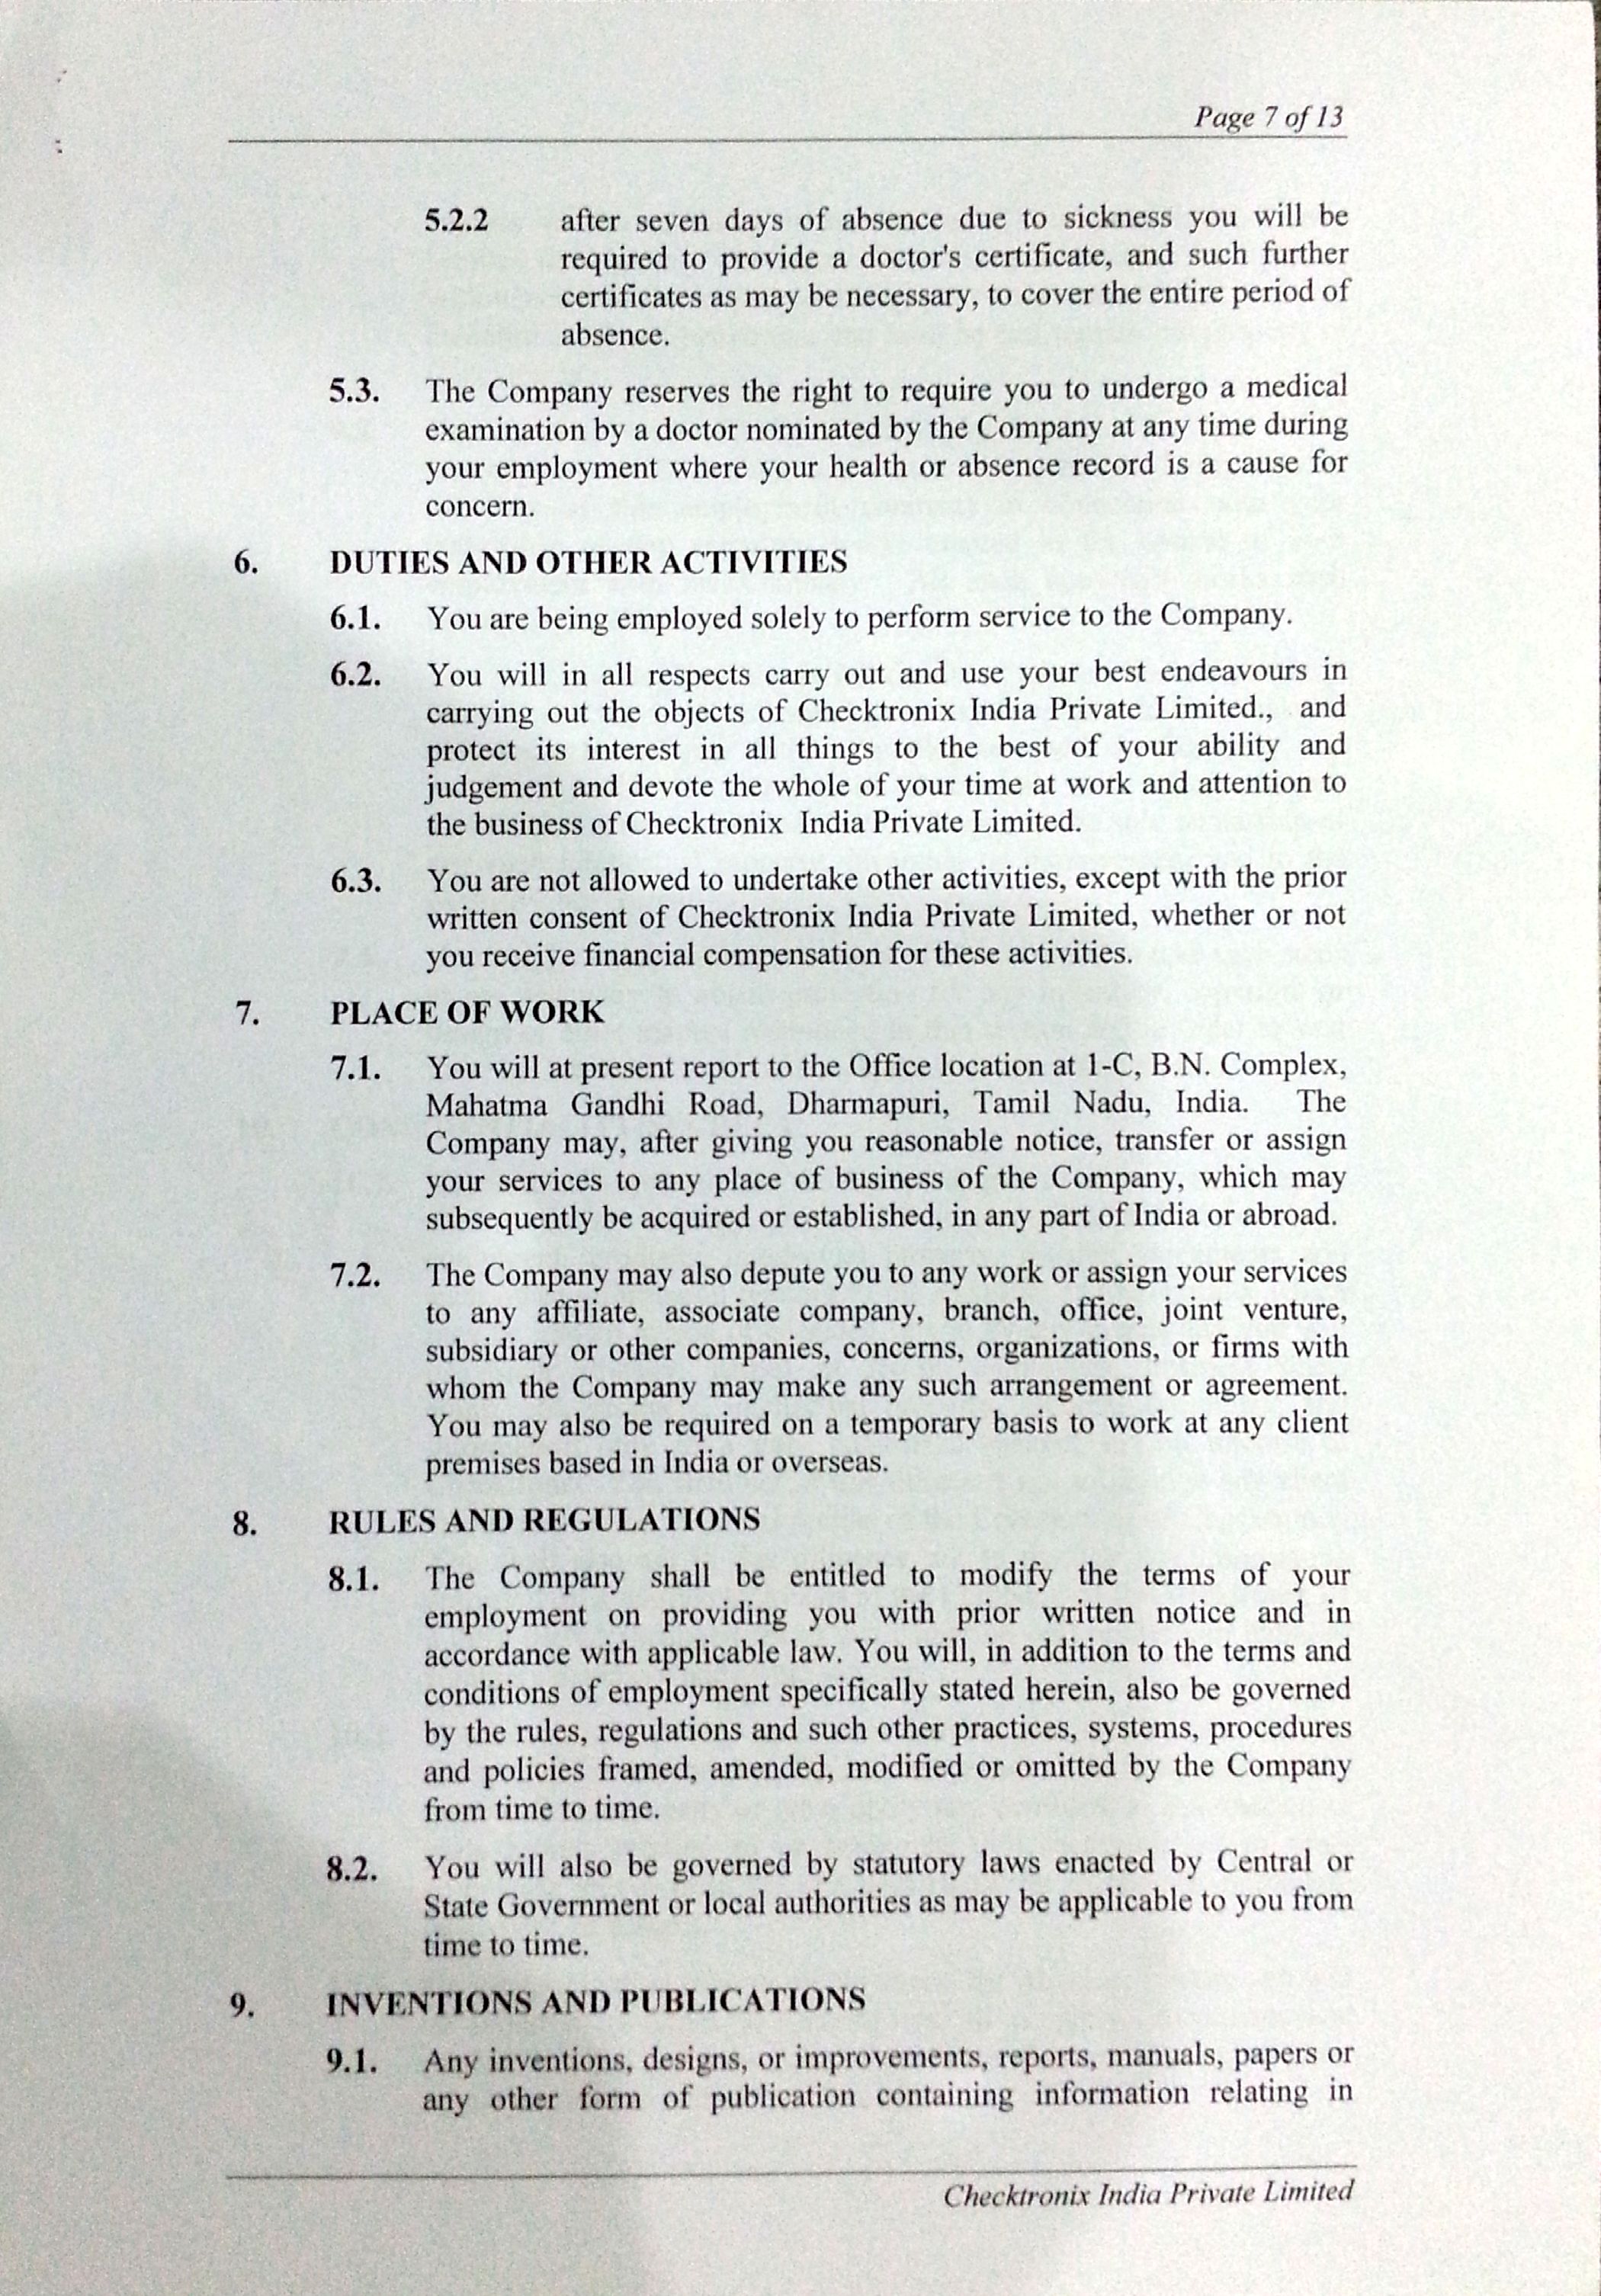 Page 7 of 13
5.2.2 after seven days of absence due to sickness you will be
required to provide a doctor's certificate, and such further
certificates as may be necessary, to cover the entire period of
absence.
5.3. The Company reserves the right to require you to undergo a medical
examination by a doctor nominated by the Company at any time during
your employment where your health or absence record is a cause for
concern.
6. DUTIES AND OTHER ACTIVITIES
6.1. You are being employed solely to perform service to the Company.
6.2. You will in all respects carry out and use your best endeavours in
carrying out the objects of Checktronix India Private Limited., and
protect its interest in all things to the best of your ability and
judgement and devote the whole of your time at work and attention to
the business of Checktronix India Private Limited.
6.3. You are not allowed to undertake other activities, except with the prior
written consent of Checktronix India Private Limited, whether or not
you receive financial compensation for these activities.
7. PLACE OF WORK
7.1. You will at present report to the Office location at 1-C, B.N. Complex,
Mahatma Gandhi Road, Dharmapuri, Tamil Nadu, India. The
Company may, after giving you reasonable notice, transfer or assign
your services to any place of business of the Company, which may
subsequently be acquired or established, in any part of India or abroad.
7.2. The Company may also depute you to any work or assign your services
to any affiliate, associate company, branch, office, joint venture,
subsidiary or other companies, concerns, organizations, or firms with
whom the Company may make any such arrangement or agreement.
You may also be required on a temporary basis to work at any client
premises based in India or overseas.
8. RULES AND REGULATIONS
8.1. The Company shall be entitled to modify the terms of your
employment on providing you with prior written notice and in
accordance with applicable law. You will, in addition to the terms and
conditions of employment specifically stated herein, also be governed
by the rules, regulations and such other practices, systems, procedures
and policies framed, amended, modified or omitted by the Company
from time to time.
8.2. You will also be governed by statutory laws enacted by Central or
State Government or local authorities as may be applicable to you from
time to time.
9. INVENTIONS AND PUBLICATIONS
9.1. Any inventions, designs, or improvements, reports, manuals, papers or
any other form of publication containing information relating in
Checktronix India Private Limited